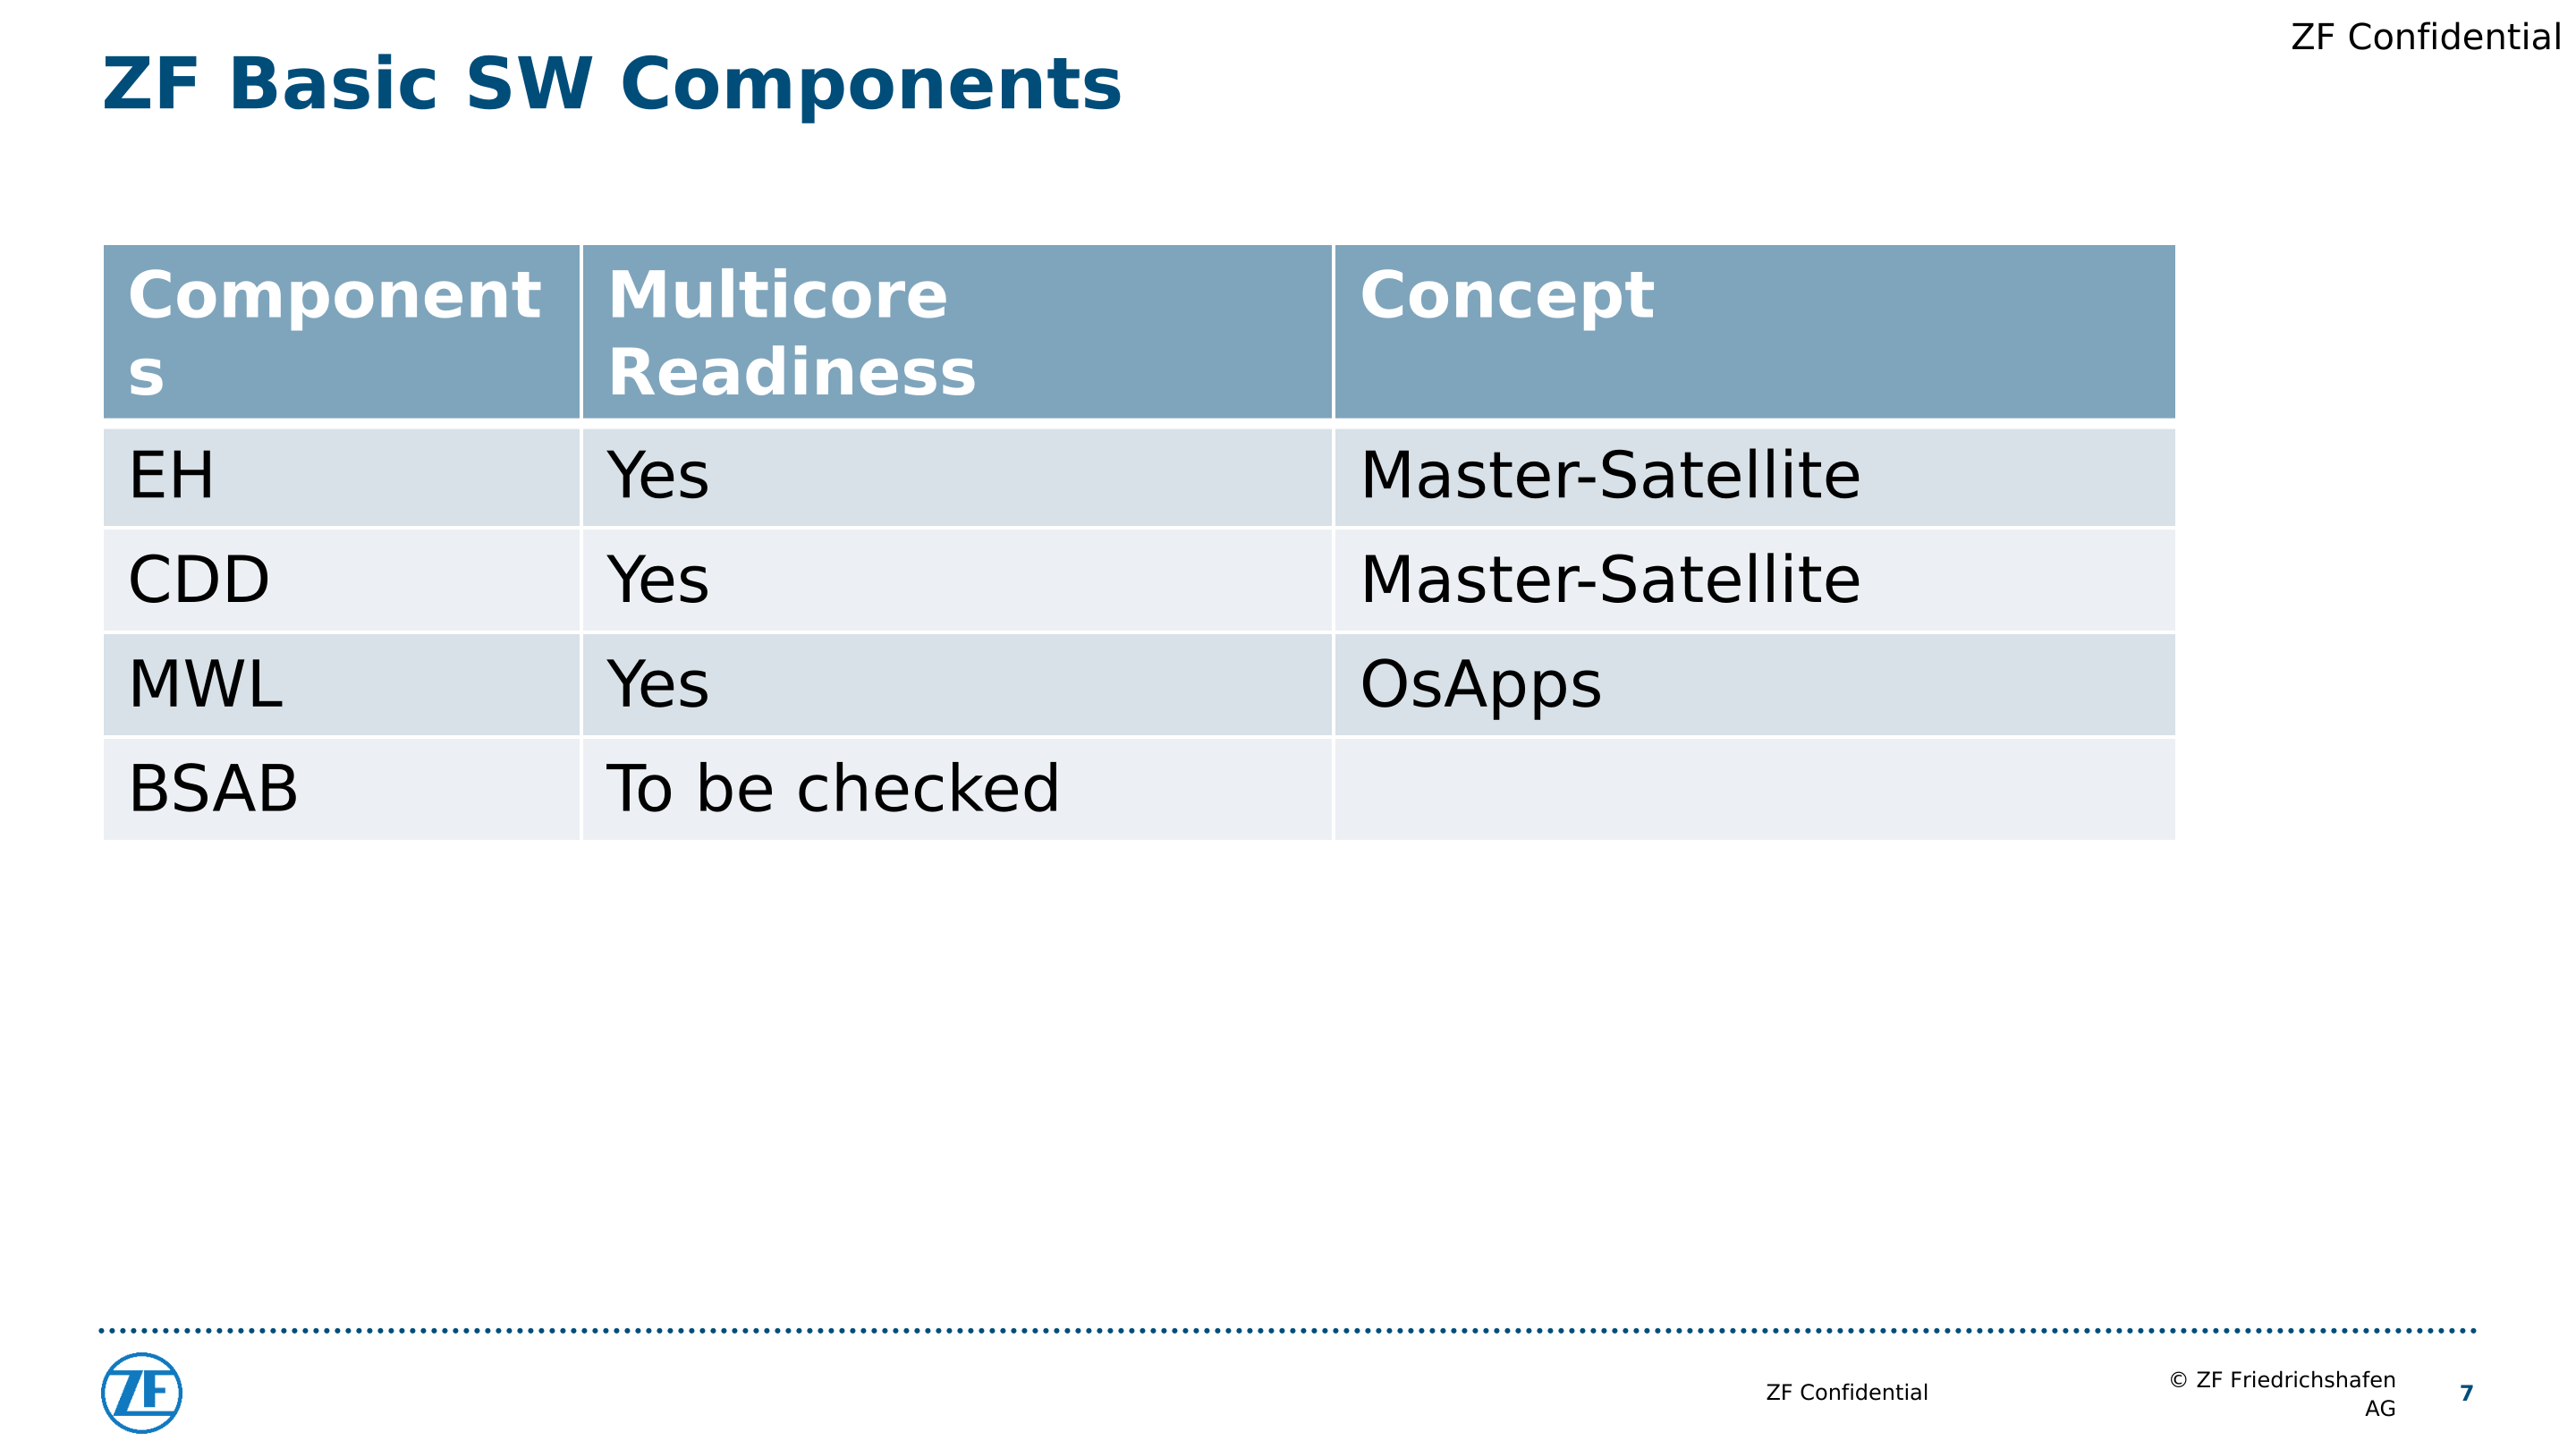 ZF Confidential
ZF Basic SW Components
Component
s
Multicore
Readiness
Concept
EH
Yes
Master-Satellite
CDD
Yes
Master-Satellite
MWL
Yes
OsApps
BSAB
To be checked
ZF
ZF Confidential
© ZF Friedrichshafen
AG
7